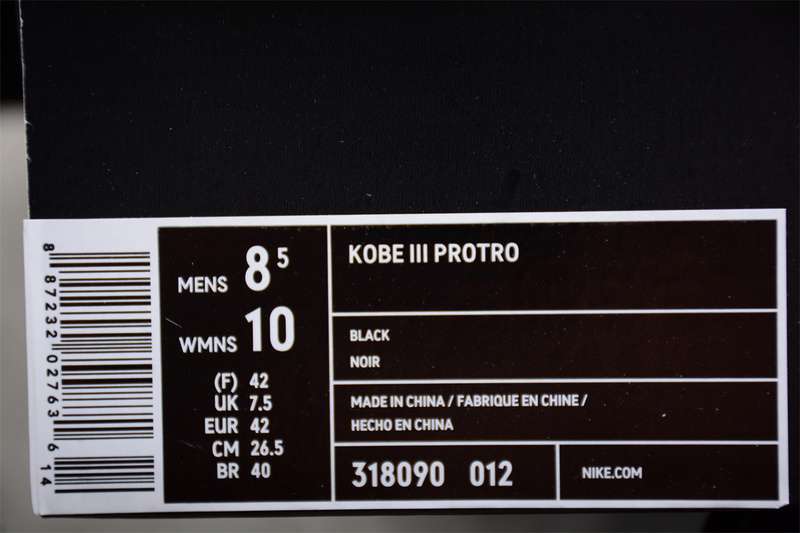 8 87232 02763 6 14
MENS 8 5
WMNS 10
(F) 42
UK 7.5
EUR 42
CM 26.5
BR 40
KOBE III PROTRO
BLACK
NOIR
MADE IN CHINA / FABRIQUE EN CHINE /
HECHO EN CHINA
318090 012
NIKE.COM